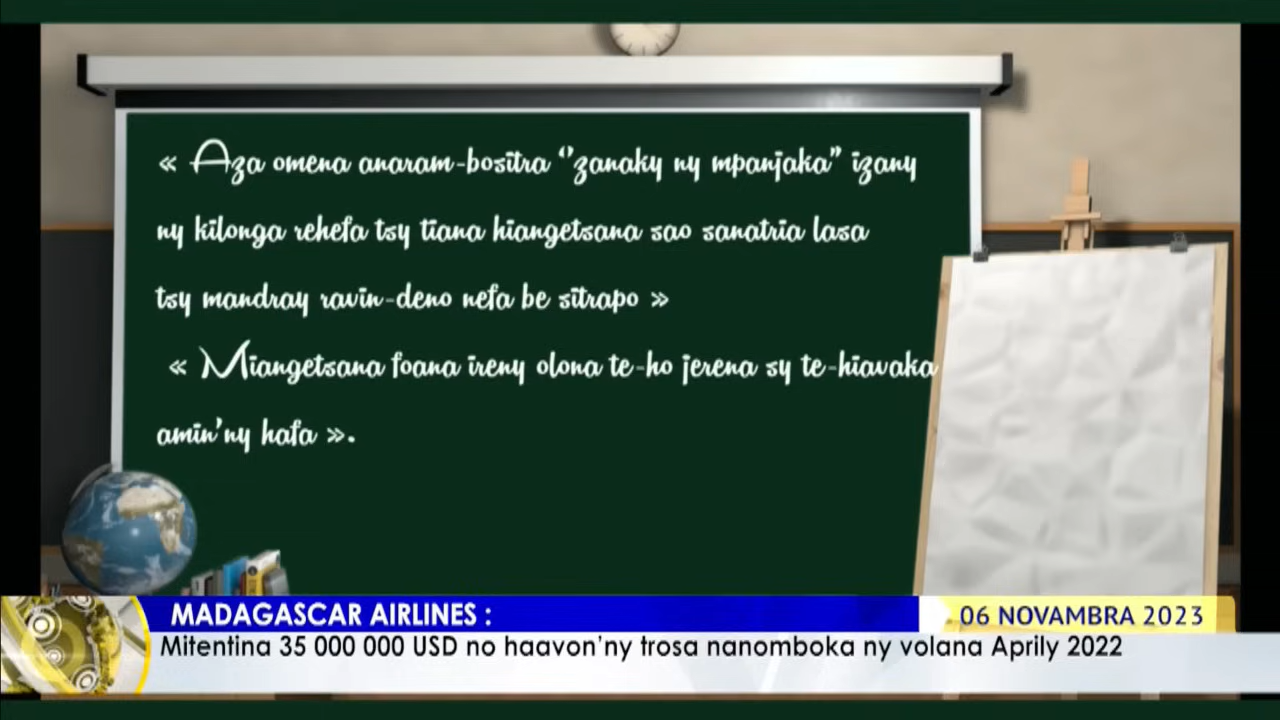 « Aza omena anaram-bositra “zanaky ny mpanjaka” izany
ny kilonga rehefa tsy tiana hiangetsana sao sanatria lasa
tsy mandray ravin-deno nefa be sitrapo »
« Miangetsana foana ireny olona te-ho jerena sy te-hiavaka
amin'ny hafa ».
MADAGASCAR AIRLINES :
06 NOVAMBRA 2023
Mitentina 35 000 000 USD no haavon'ny trosa nanomboka ny volana Aprily 2022